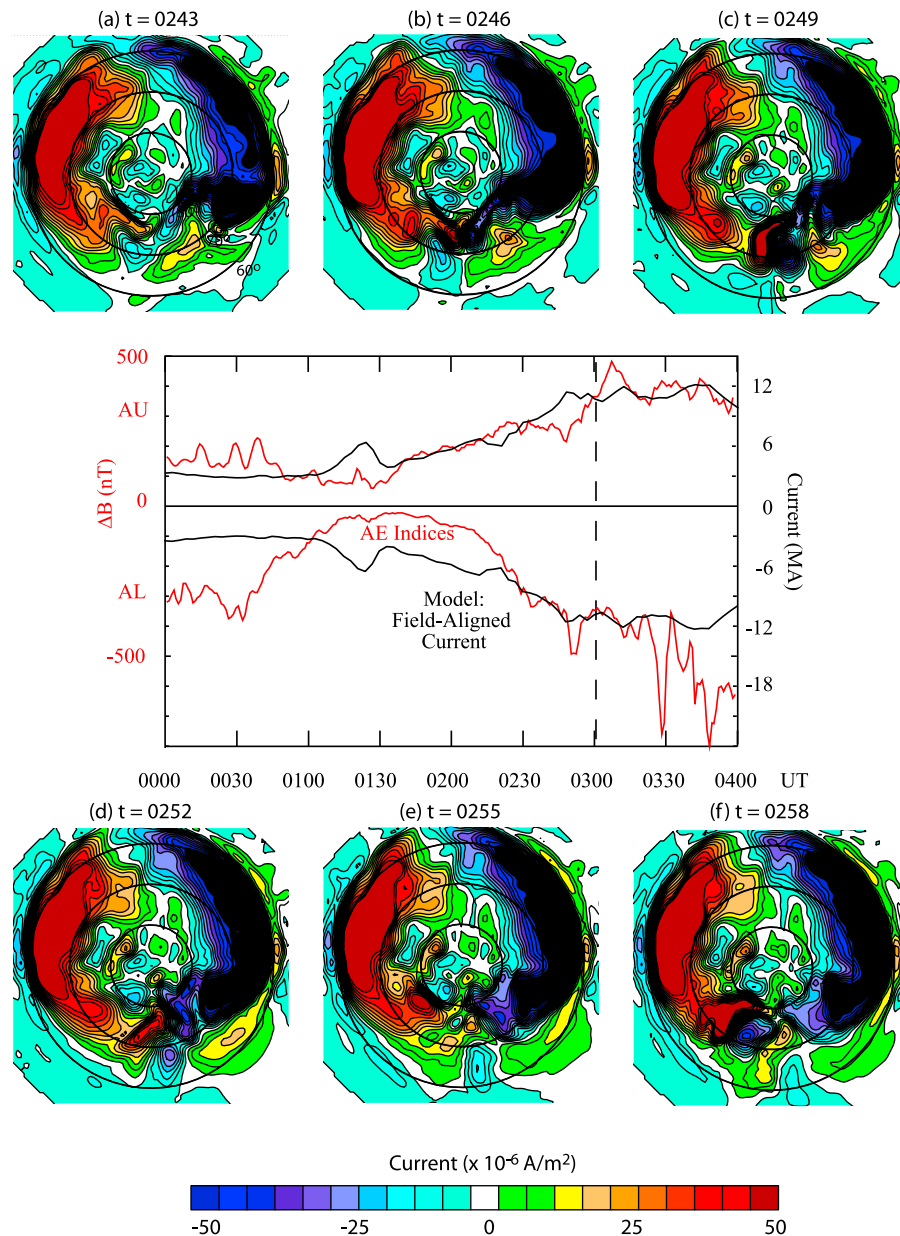 (a) t = 0243
(b) t = 0246
(c) t = 0249
60°
500
AU
0
ΔB (nT)
AL
-500
AE Indices
Model:
Field-Aligned
Current
12
6
0
-6
-12
-18
Current (MA)
0000 0030 0100 0130 0200 0230 0300 0330 0400 UT
(d) t = 0252
(e) t = 0255
(f) t = 0258
Current (x 10⁻⁶ A/m²)
-50 -25 0 25 50